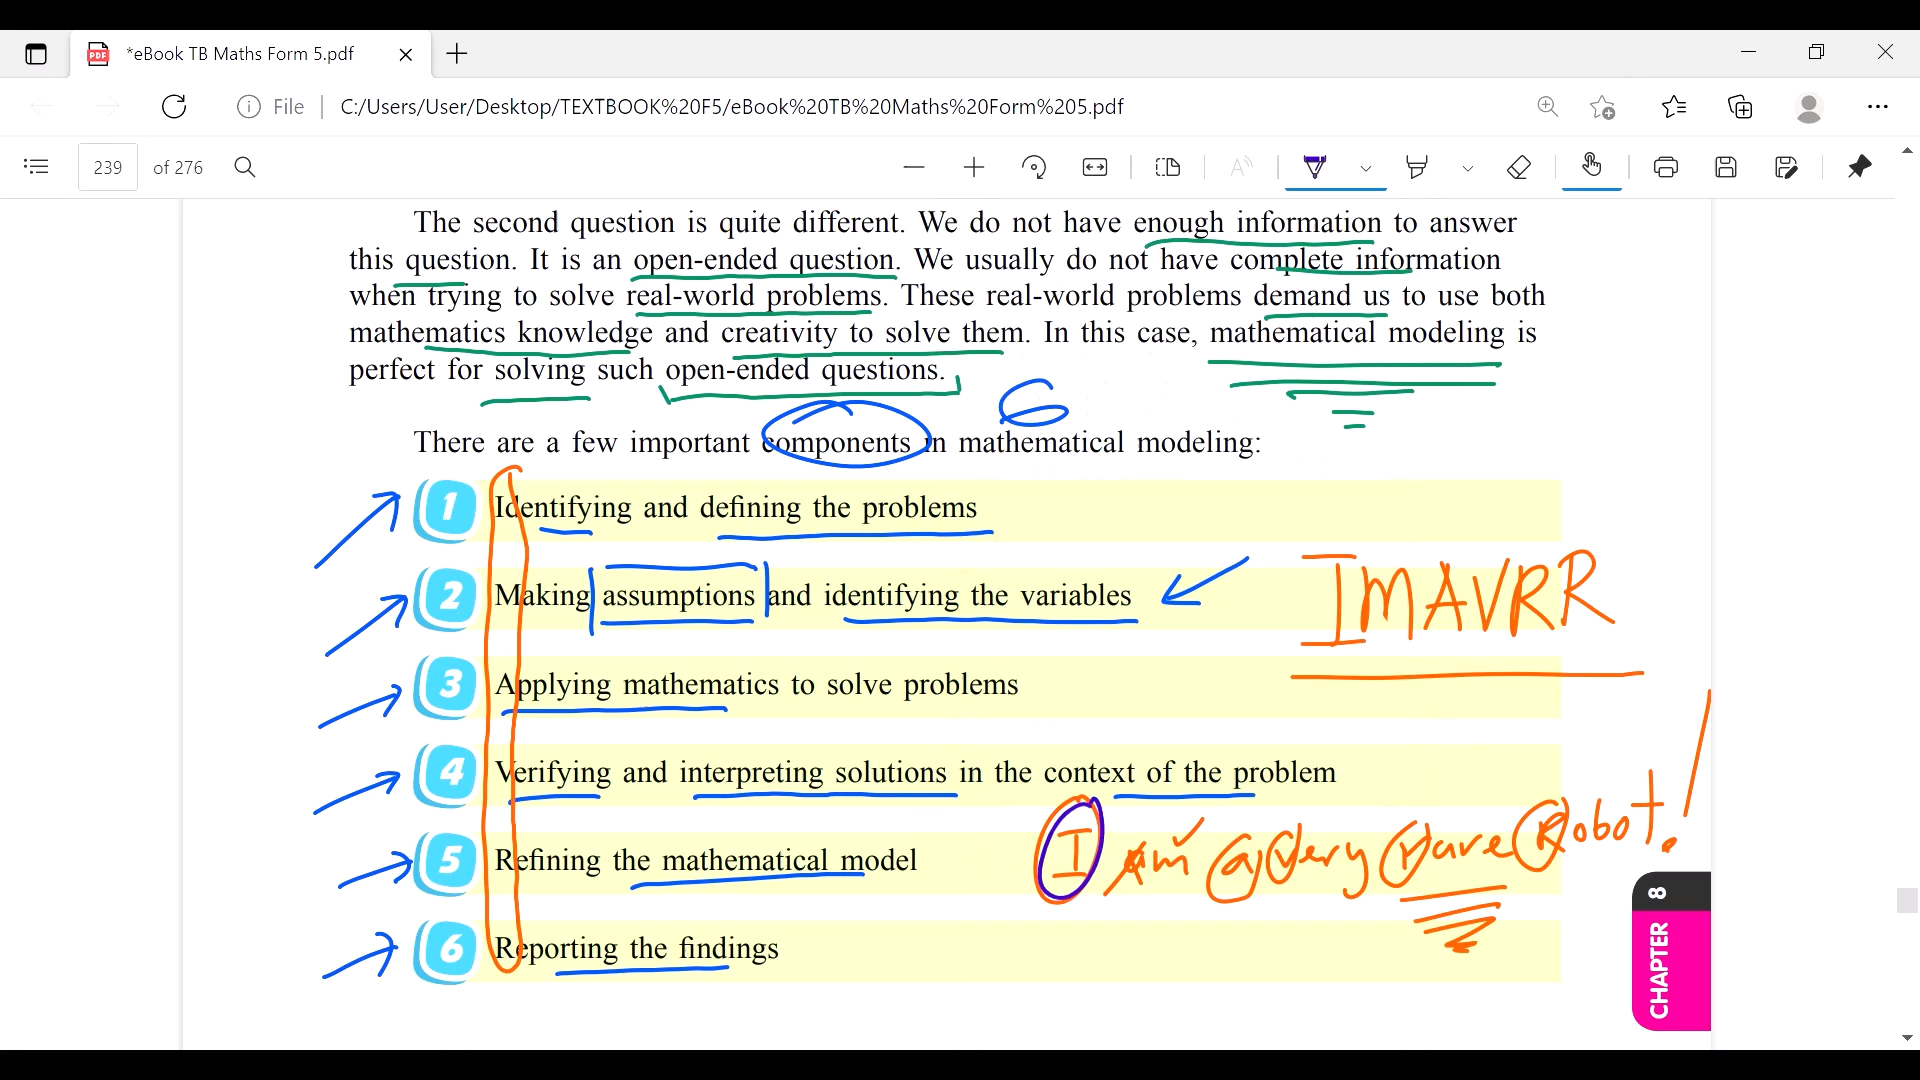 *eBook TB Maths Form 5.pdf
File C:/Users/User/Desktop/TEXTBOOK%20F5/eBook%20TB%20Maths%20Form%205.pdf
239 of 276
The second question is quite different. We do not have enough information to answer
this question. It is an open-ended question. We usually do not have complete information
when trying to solve real-world problems. These real-world problems demand us to use both
mathematics knowledge and creativity to solve them. In this case, mathematical modeling is
perfect for solving such open-ended questions.
6
There are a few important components in mathematical modeling:
1 Identifying and defining the problems
2 Making assumptions and identifying the variables
IMAVRR
3 Applying mathematics to solve problems
4 Verifying and interpreting solutions in the context of the problem
5 Refining the mathematical model
I am a very rare Robot!
6 Reporting the findings
CHAPTER 8